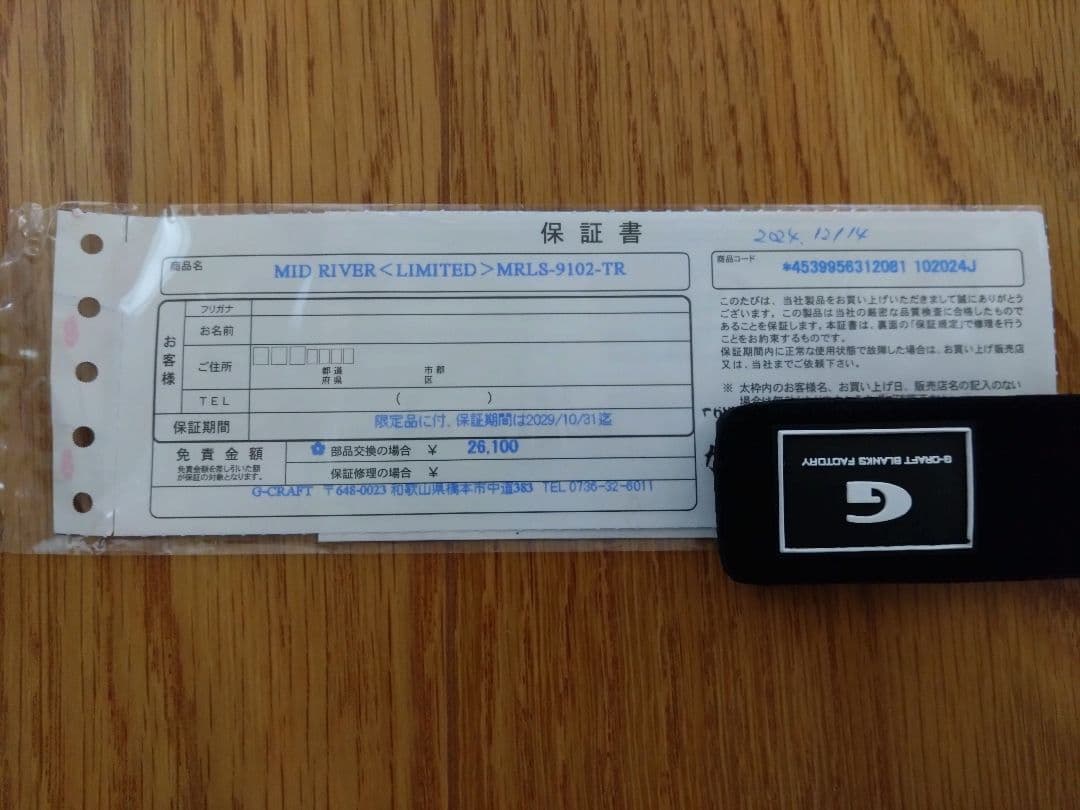 保証書
2024.12/14
商品名
MID RIVER<LIMITED>MRLS-9102-TR
商品コード
*4539956312081 102024J
お客様
フリガナ
お名前
ご住所
都道
府県
市郡
区
TEL ( )
保証期間
限定品に付、保証期間は2029/10/31迄
免責金額
免責金額を差し引いた額
が保証の対象となります。
部品交換の場合 ¥ 26,100
保証修理の場合 ¥
G-CRAFT 〒648-0023 和歌山県橋本市中道383 TEL 0736-32-6011
このたびは、当社製品をお買い上げいただきまして誠にありがとう
ございます。この製品は当社の厳密な品質検査に合格したもので
あることを保証します。本証書は、裏面の「保証規定」で修理を行う
ことをお約束するものです。
保証期間内に正常な使用状態で故障した場合は、お買い上げ販売店
又は、当社までご依頼下さい。
※ 太枠内のお客様名、お買い上げ日、販売店名の記入のない
G-CRAFT BLANKS FACTORY
G